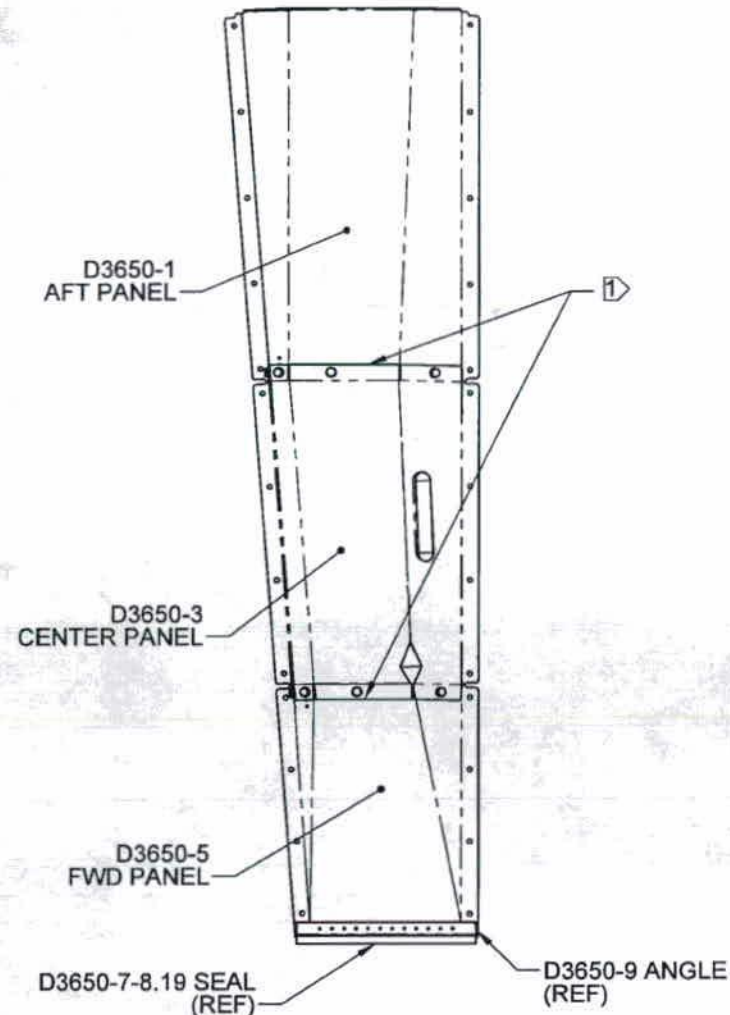 D3650-1
AFT PANEL
1
D3650-3
CENTER PANEL
D3650-5
FWD PANEL
D3650-7-8.19 SEAL
(REF)
D3650-9 ANGLE
(REF)